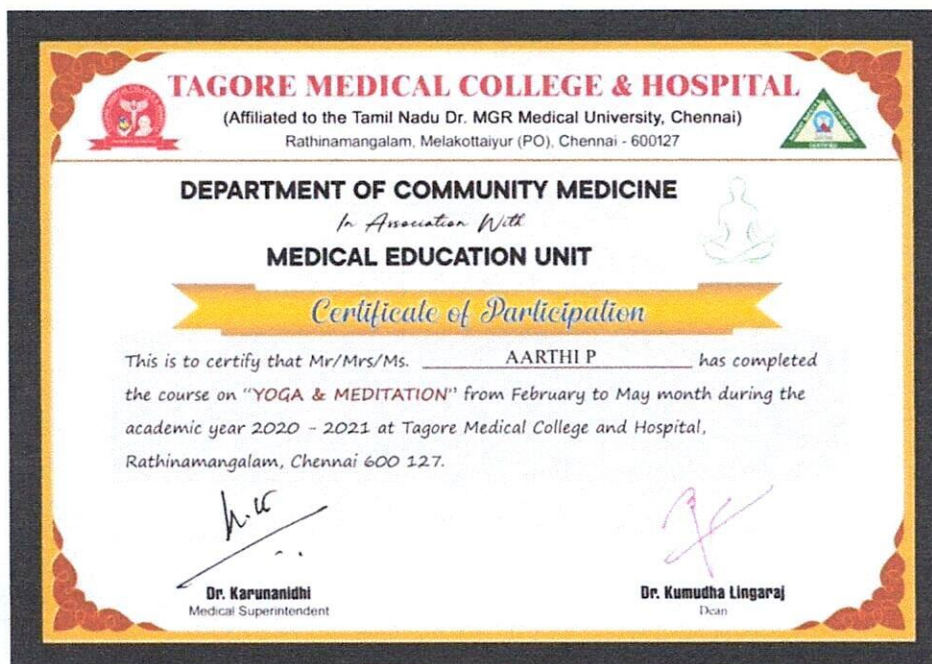 TAGORE MEDICAL COLLEGE & HOSPITAL
(Affiliated to the Tamil Nadu Dr. MGR Medical University, Chennai)
Rathinamangalam, Melakottaiyur (PO), Chennai - 600127
DEPARTMENT OF COMMUNITY MEDICINE
In Association With
MEDICAL EDUCATION UNIT
Certificate of Participation
This is to certify that Mr/Mrs/Ms. AARTHI P has completed
the course on "YOGA & MEDITATION" from February to May month during the
academic year 2020 - 2021 at Tagore Medical College and Hospital,
Rathinamangalam, Chennai 600 127.
Dr. Karunanidhi
Medical Superintendent
Dr. Kumudha Lingaraj
Dean